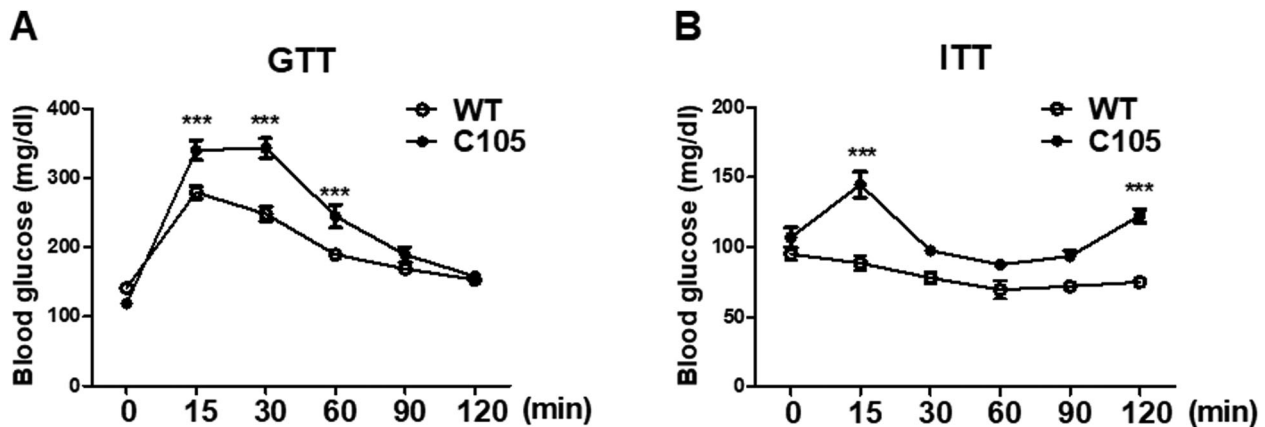 A
GTT
Blood glucose (mg/dl)
400
300
200
100
0
WT
C105
***
***
***
0 15 30 60 90 120 (min)
B
ITT
Blood glucose (mg/dl)
200
150
100
50
0
WT
C105
***
***
0 15 30 60 90 120 (min)